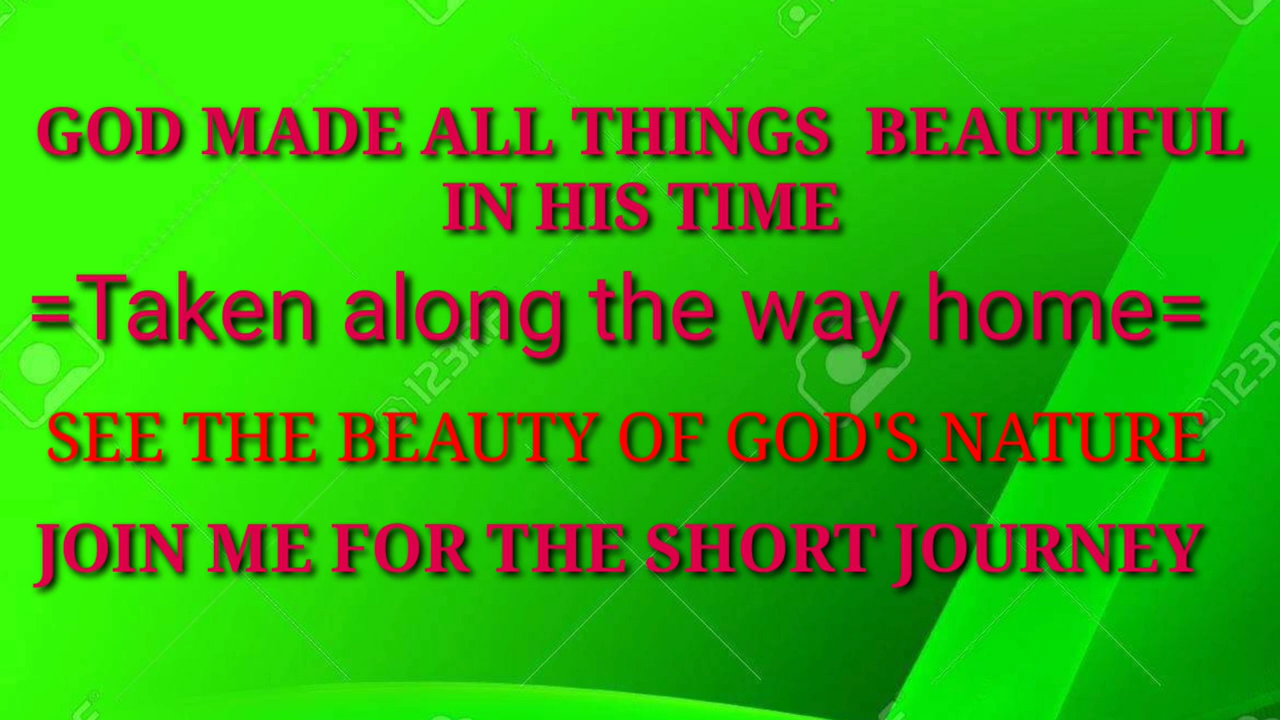 GOD MADE ALL THINGS BEAUTIFUL
IN HIS TIME
=Taken along the way home=
SEE THE BEAUTY OF GOD'S NATURE
JOIN ME FOR THE SHORT JOURNEY